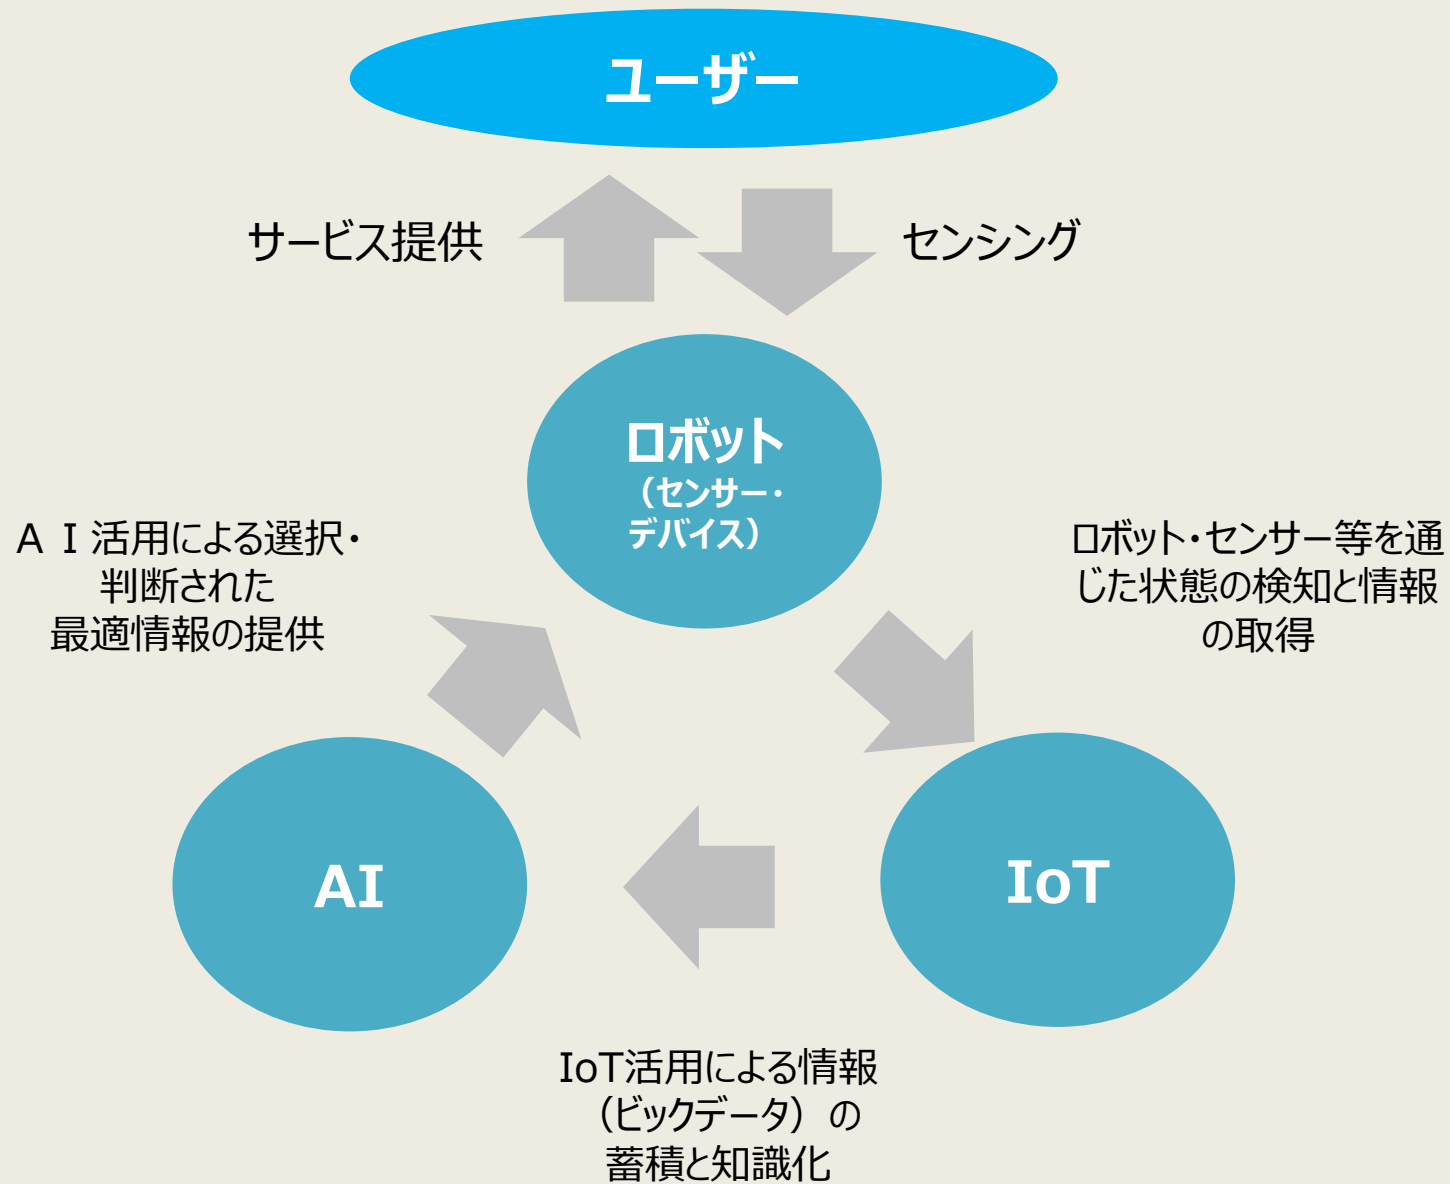 ユーザー
サービス提供
センシング
ロボット
（センサー・
デバイス）
ＡＩ活用による選択・
判断された
最適情報の提供
ロボット・センサー等を通
じた状態の検知と情報
の取得
AI
IoT
IoT活用による情報
（ビックデータ）の
蓄積と知識化